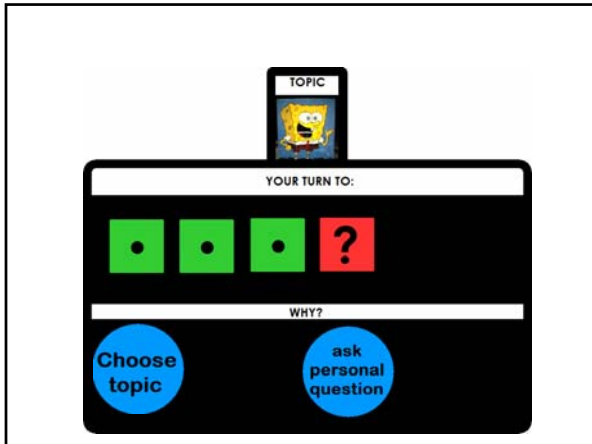 TOPIC
YOUR TURN TO:
?
WHY?
Choose
topic
ask
personal
question